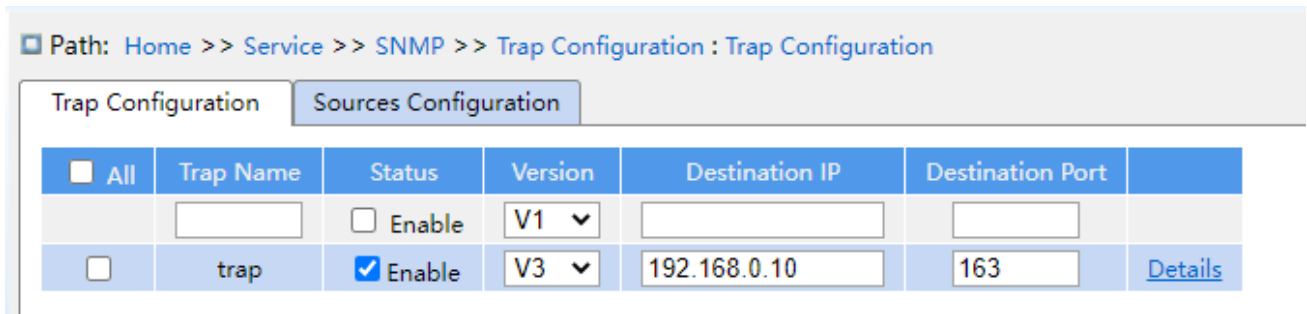 Path: Home >> Service >> SNMP >> Trap Configuration : Trap Configuration
Trap Configuration Sources Configuration
All Trap Name Status Version Destination IP Destination Port
Enable V1
trap Enable V3 192.168.0.10 163 Details